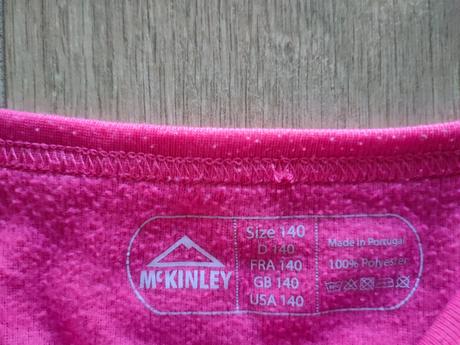 McKINLEY
Size 140
D 140
FRA 140
GB 140
USA 140
Made in Portugal
100% Polyester